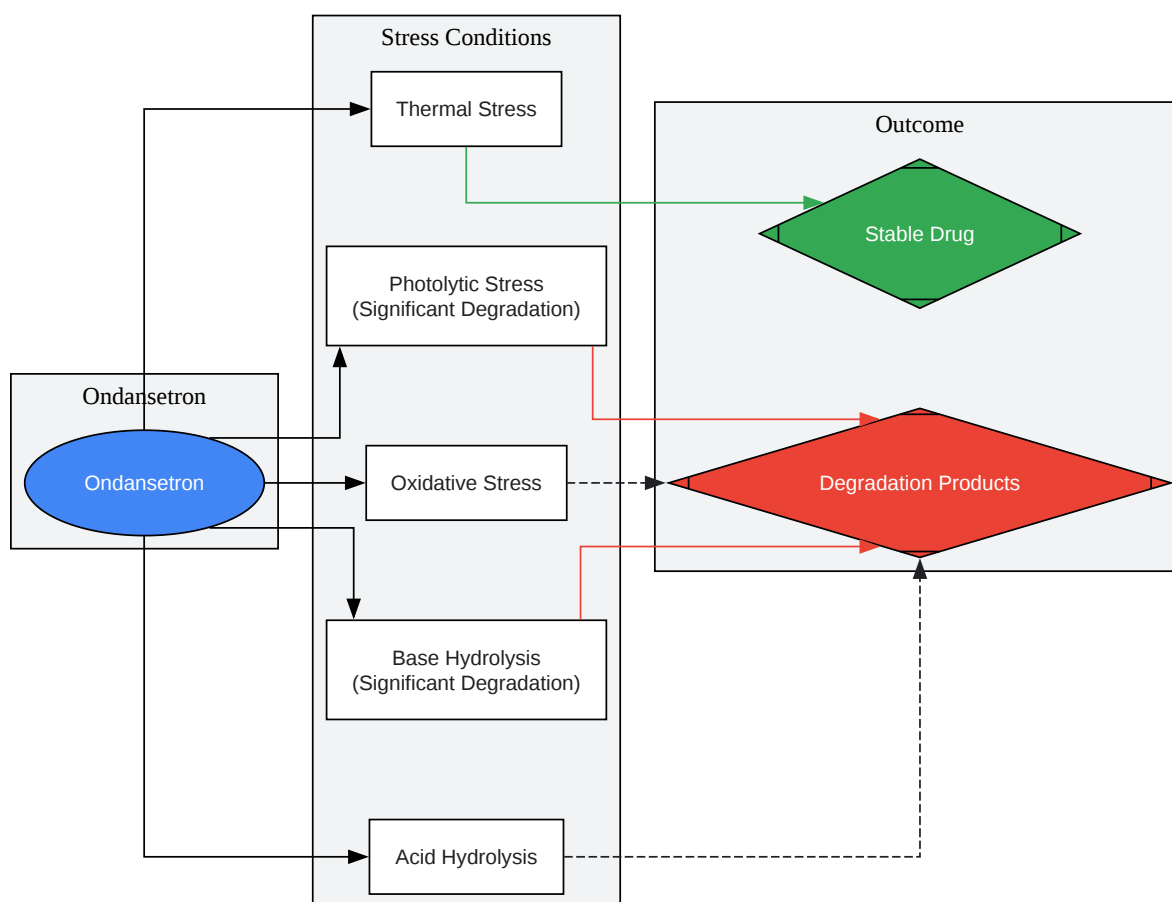 Stress Conditions
Thermal Stress
Outcome
Stable Drug
Photolytic Stress
(Significant Degradation)
Ondansetron
Ondansetron
Oxidative Stress
Degradation Products
Base Hydrolysis
(Significant Degradation)
Acid Hydrolysis